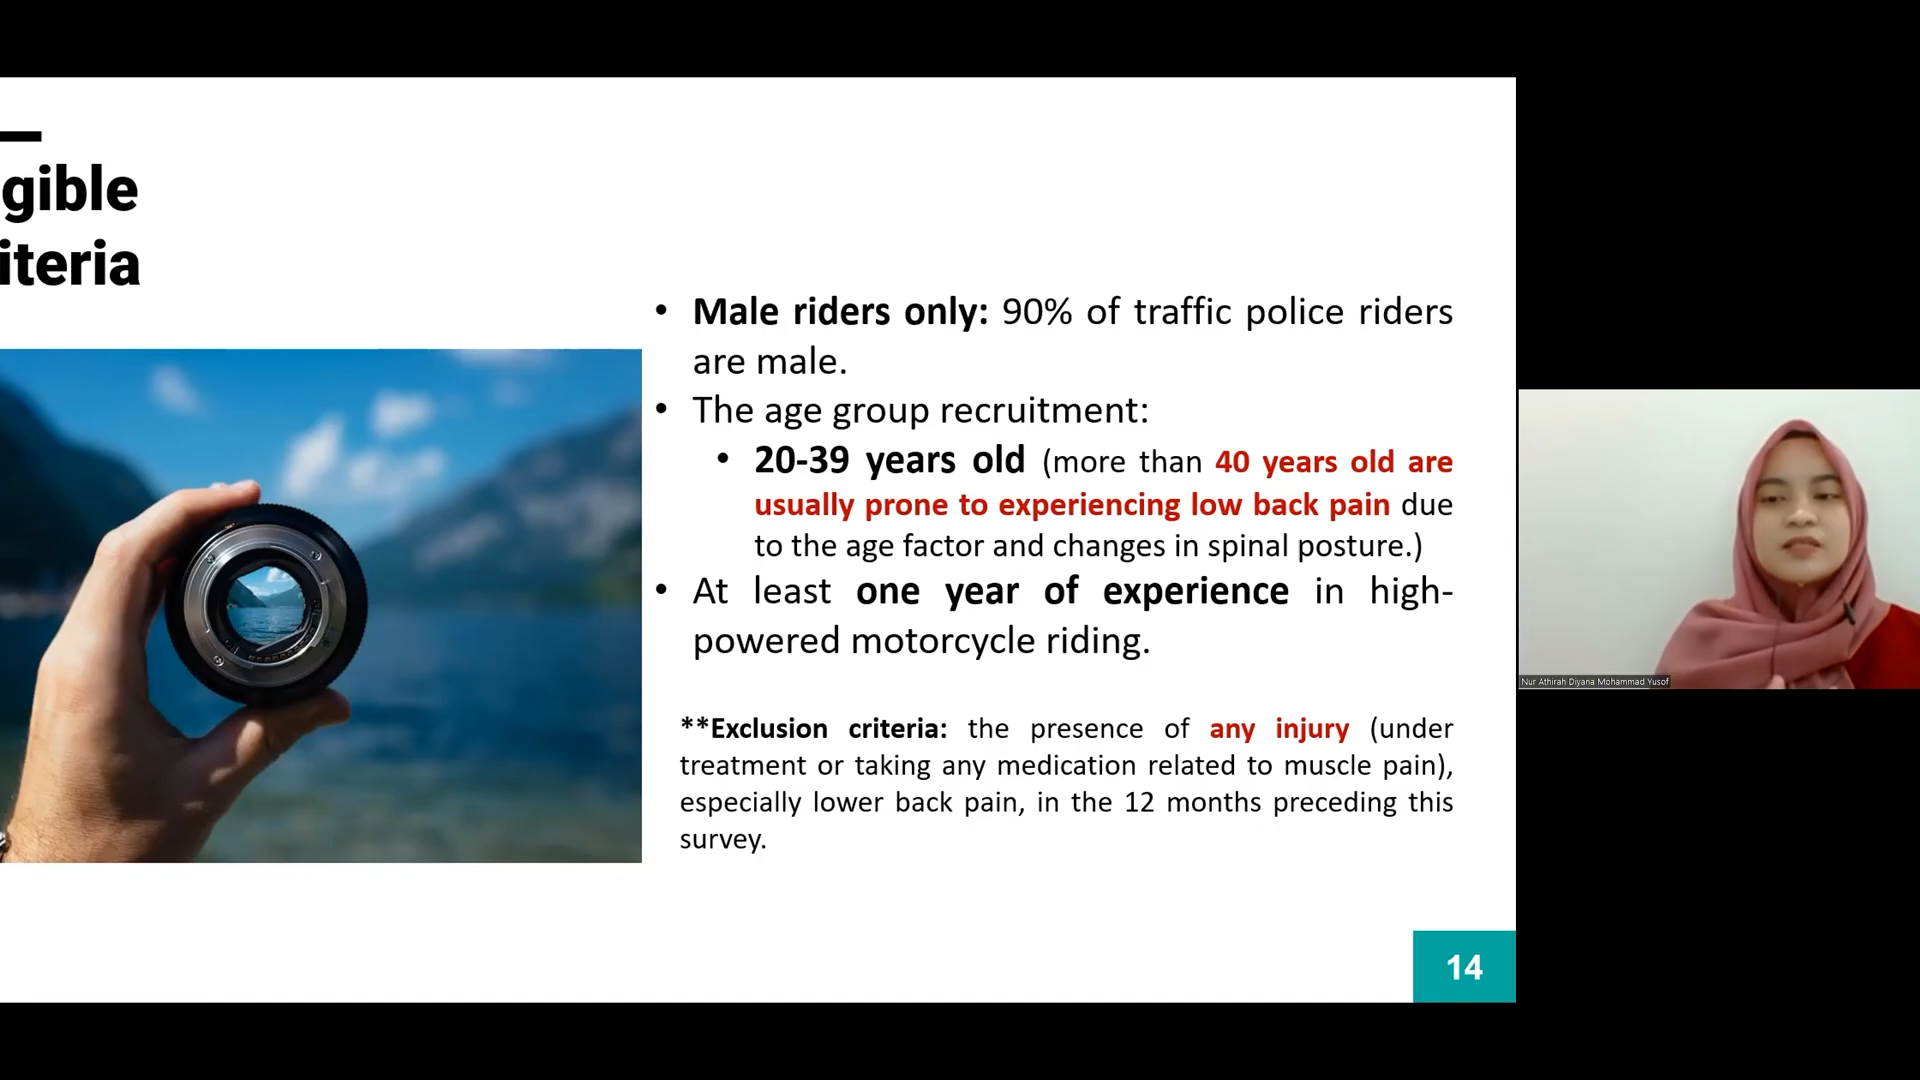 gible
iteria
• Male riders only: 90% of traffic police riders
are male.
• The age group recruitment:
• 20-39 years old (more than 40 years old are
usually prone to experiencing low back pain due
to the age factor and changes in spinal posture.)
• At least one year of experience in high-
powered motorcycle riding.
**Exclusion criteria: the presence of any injury (under
treatment or taking any medication related to muscle pain),
especially lower back pain, in the 12 months preceding this
survey.
14
Nur Athirah Diyana Mohammad Yusof